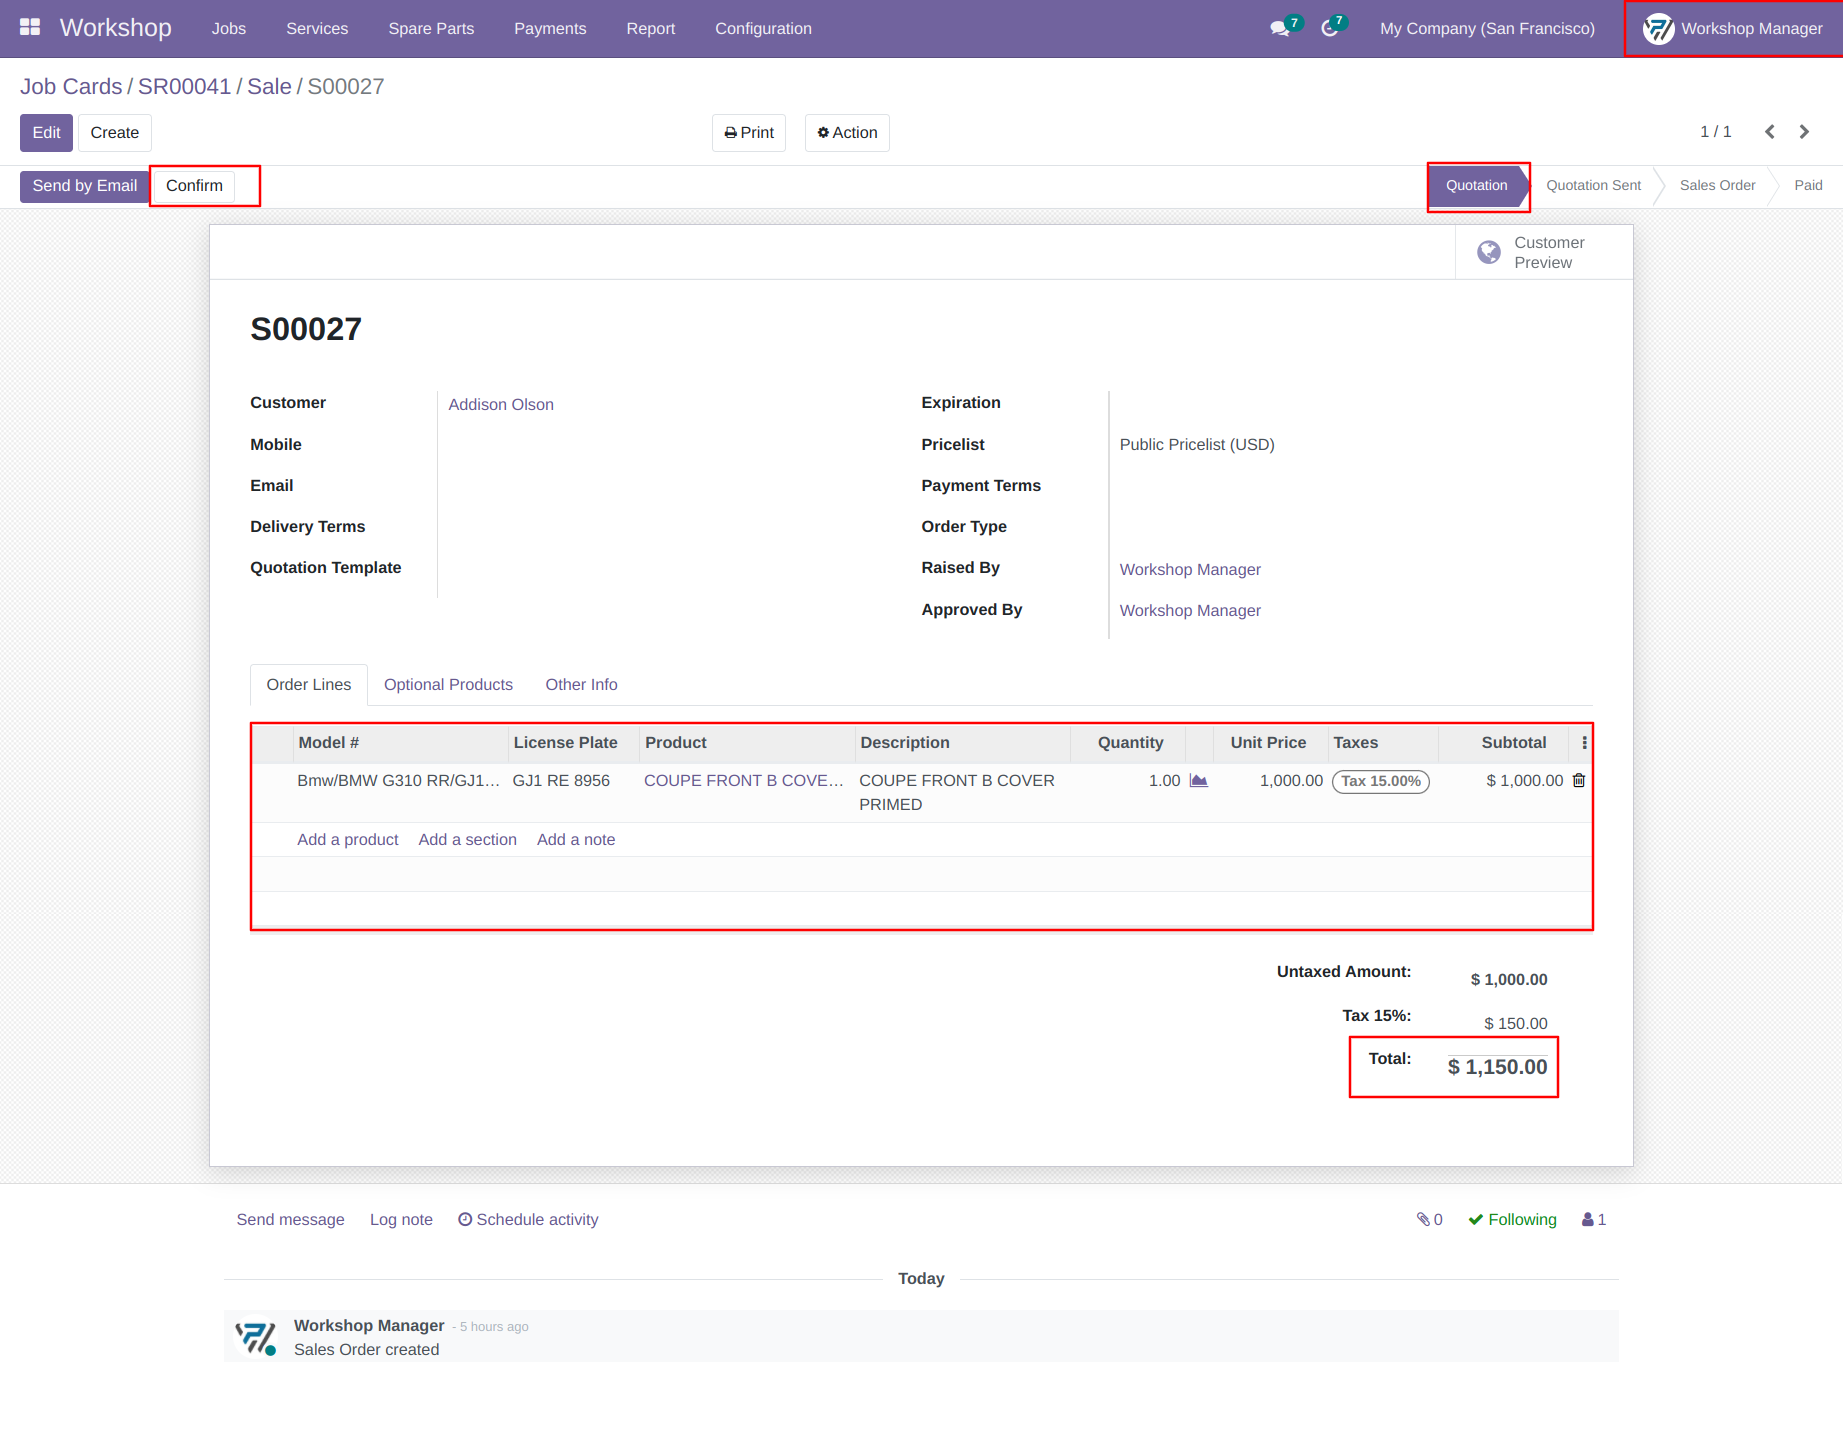 Workshop Jobs Services Spare Parts Payments Report Configuration 7 7 My Company (San Francisco) Workshop Manager
Job Cards / SR00041 / Sale / S00027
Edit Create Print Action 1 / 1
Send by Email Confirm Quotation Quotation Sent Sales Order Paid
Customer
Preview
S00027
Customer Addison Olson
Mobile
Email
Delivery Terms
Quotation Template
Expiration
Pricelist Public Pricelist (USD)
Payment Terms
Order Type
Raised By Workshop Manager
Approved By Workshop Manager
Order Lines Optional Products Other Info
Model # License Plate Product Description Quantity Unit Price Taxes Subtotal
Bmw/BMW G310 RR/GJ1... GJ1 RE 8956 COUPE FRONT B COVE... COUPE FRONT B COVER 1.00 1,000.00 Tax 15.00% $ 1,000.00
PRIMED
Add a product Add a section Add a note
Untaxed Amount: $ 1,000.00
Tax 15%: $ 150.00
Total: $ 1,150.00
Send message Log note Schedule activity 0 Following 1
Today
Workshop Manager - 5 hours ago
Sales Order created